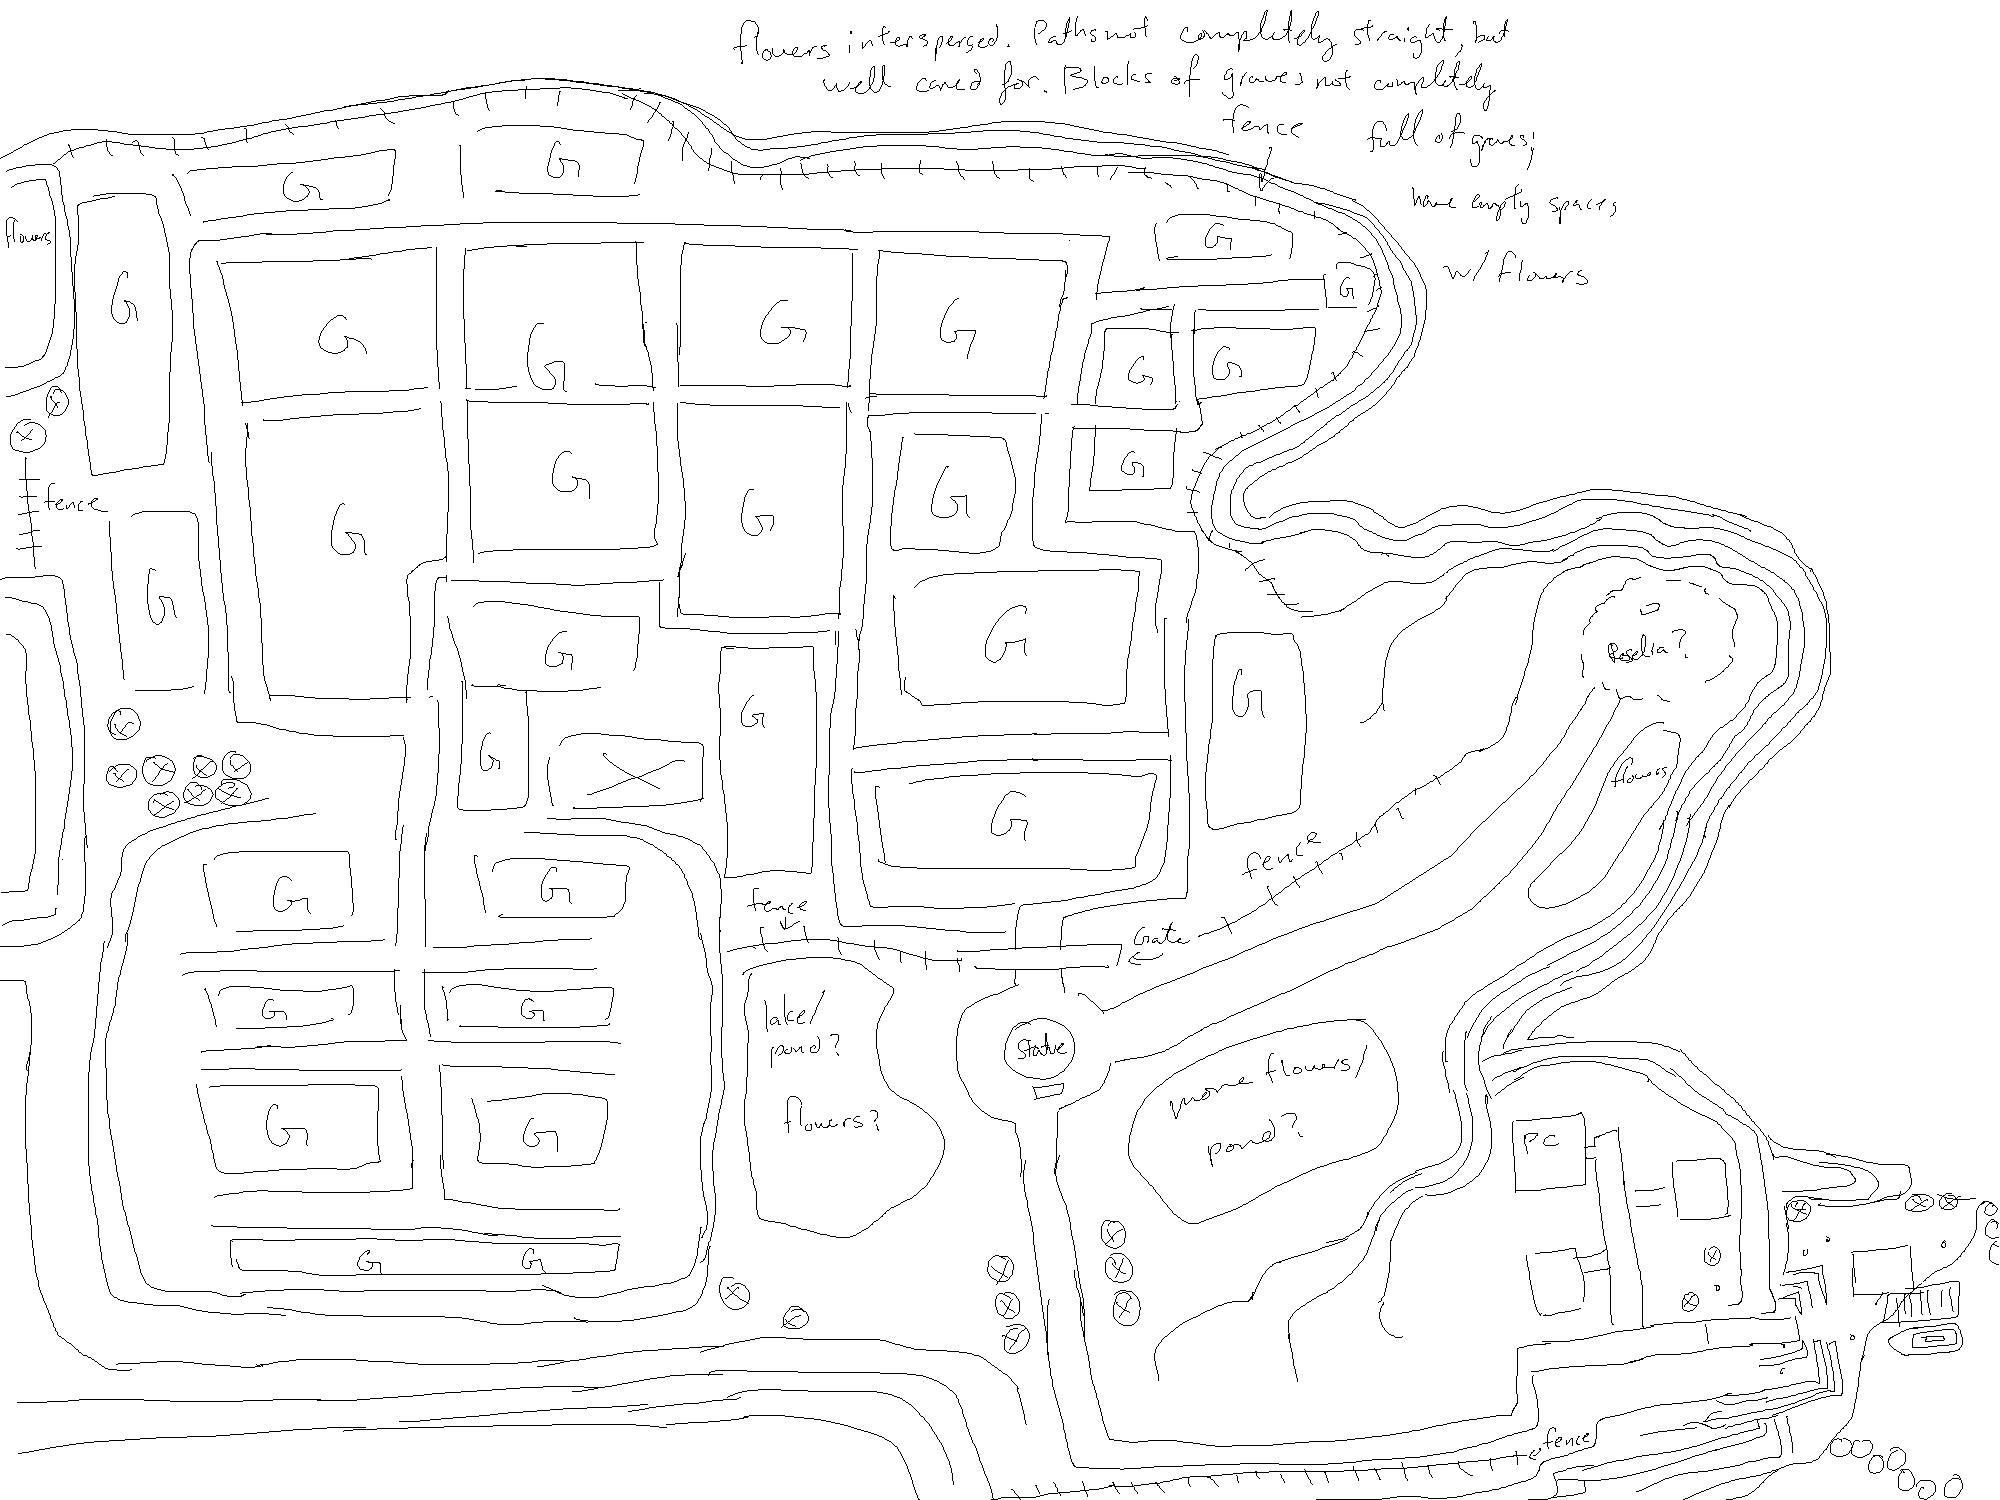 flowers interspersed. Paths not completely straight, but
well cared for. Blocks of graves not completely
full of graves;
have empty spaces
w/ flowers
fence
G
G
flowers
G
G
G
G
G
G
G
G
G
G
fence
G
G
G
G
G
G
G
G
G
Roselia?
G
G
G
X
flowers
G
fence
G
G
fence
Gate
G
G
lake/
pond?
flowers?
Statue
more flowers/
pond?
G
G
PC
G
G
fence